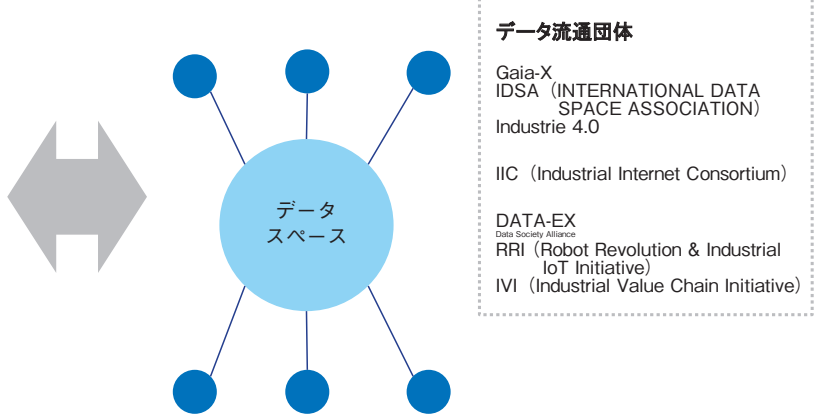 データ
スペース
データ流通団体
Gaia-X
IDSA（INTERNATIONAL DATA
SPACE ASSOCIATION）
Industrie 4.0
IIC（Industrial Internet Consortium）
DATA-EX
Data Society Alliance
RRI（Robot Revolution & Industrial
IoT Initiative）
IVI（Industrial Value Chain Initiative）